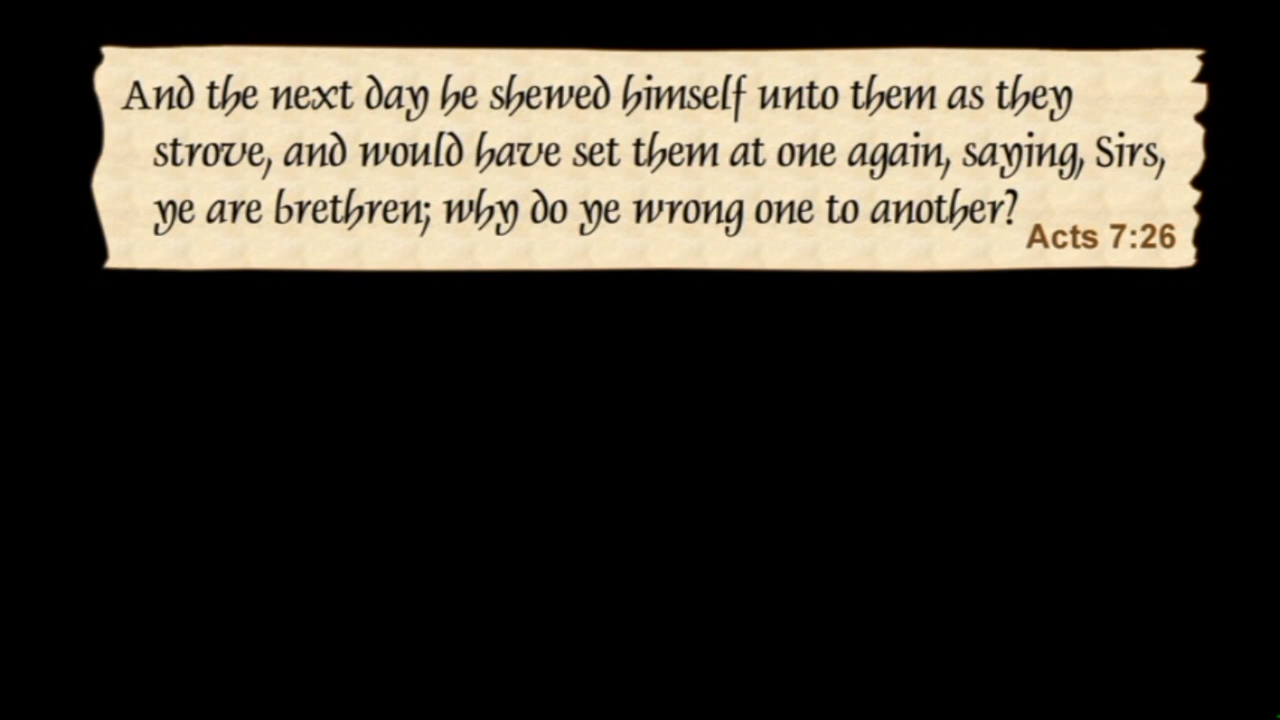 And the next day he shewed himself unto them as they
strove, and would have set them at one again, saying, Sirs,
ye are brethren; why do ye wrong one to another?
Acts 7:26